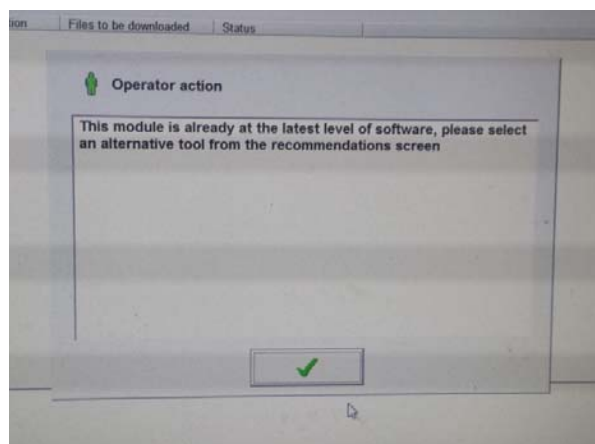 Files to be downloaded Status
Operator action
This module is already at the latest level of software, please select
an alternative tool from the recommendations screen